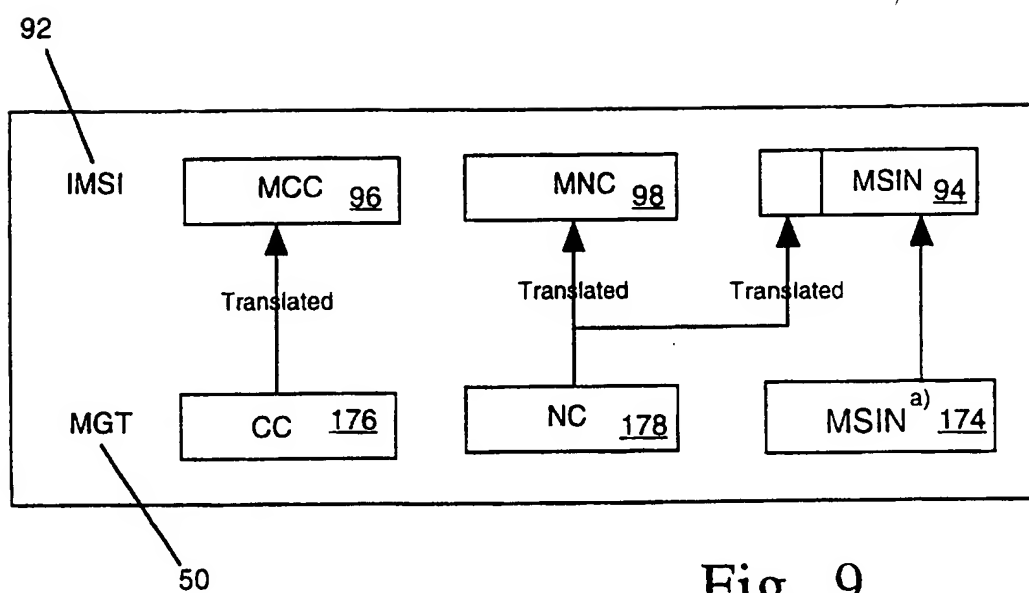 92
IMSI
MCC 96
MNC 98
MSIN 94
Translated
Translated
Translated
MGT
CC 176
NC 178
MSIN a) 174
50
Fig. 9